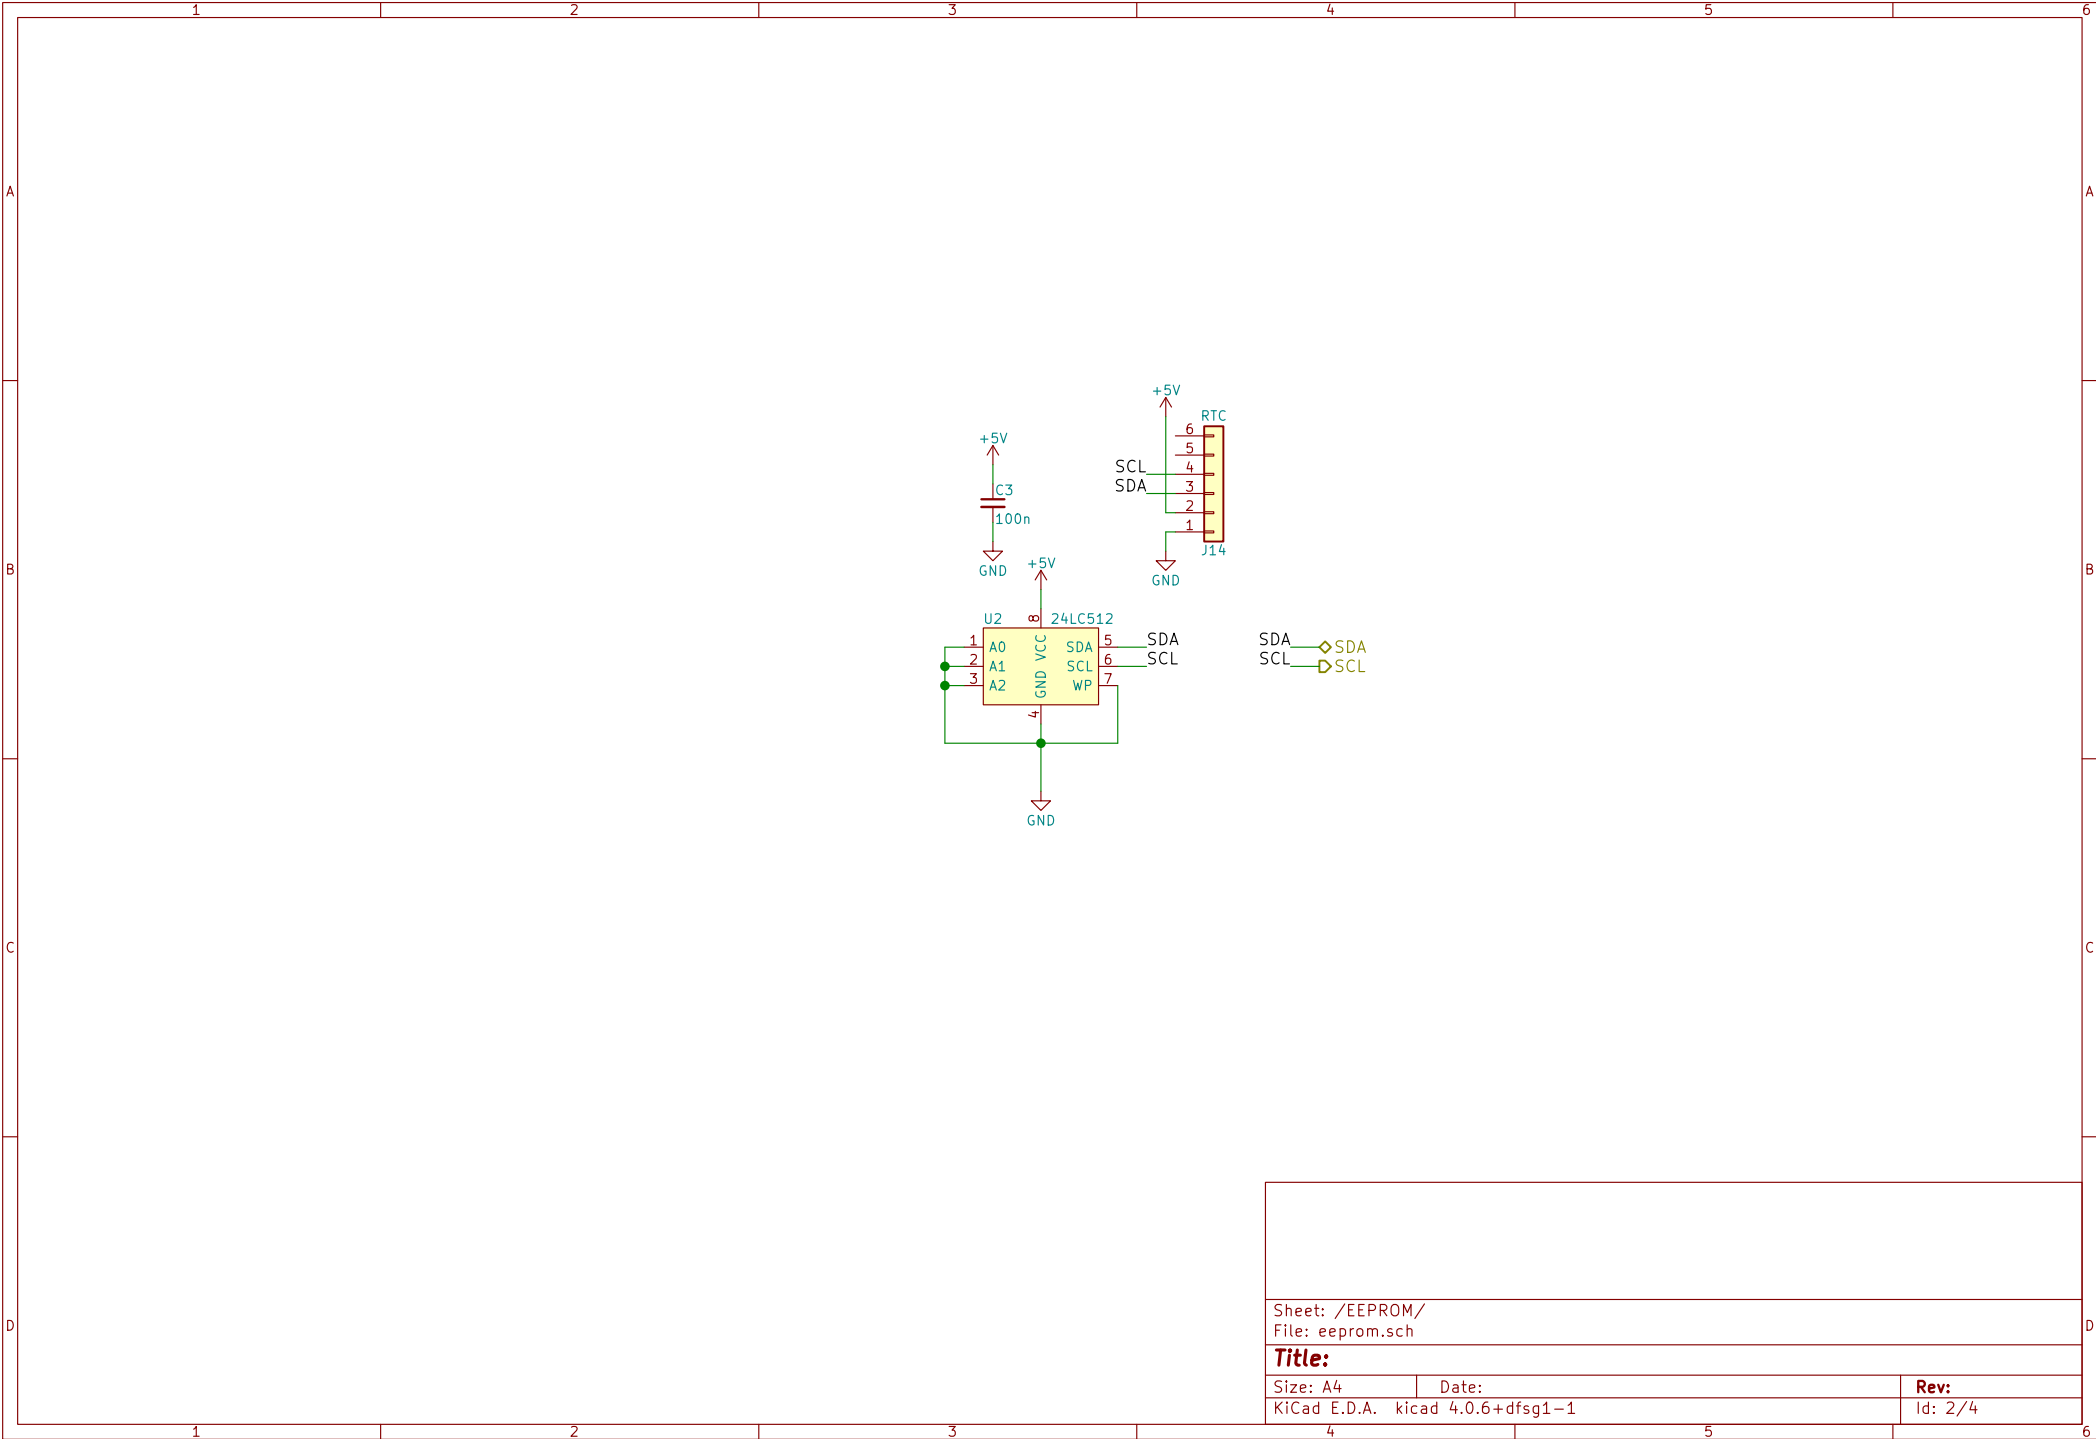 1 2 3 4 5 6
A A
+5V
RTC
6
+5V
5
SCL 4
SDA 3
C3
2
100n
1
J14
GND
+5V
GND
B B
U2 8 24LC512
1 A0 VCC SDA 5 SDA
2 A1 SCL 6 SCL
3 A2 GND WP 7
4
SDA SDA
SCL SCL
GND
C C
Sheet: /EEPROM/
File: eeprom.sch
D D
Title:
Size: A4 Date: Rev:
KiCad E.D.A. kicad 4.0.6+dfsg1-1 Id: 2/4
1 2 3 4 5 6